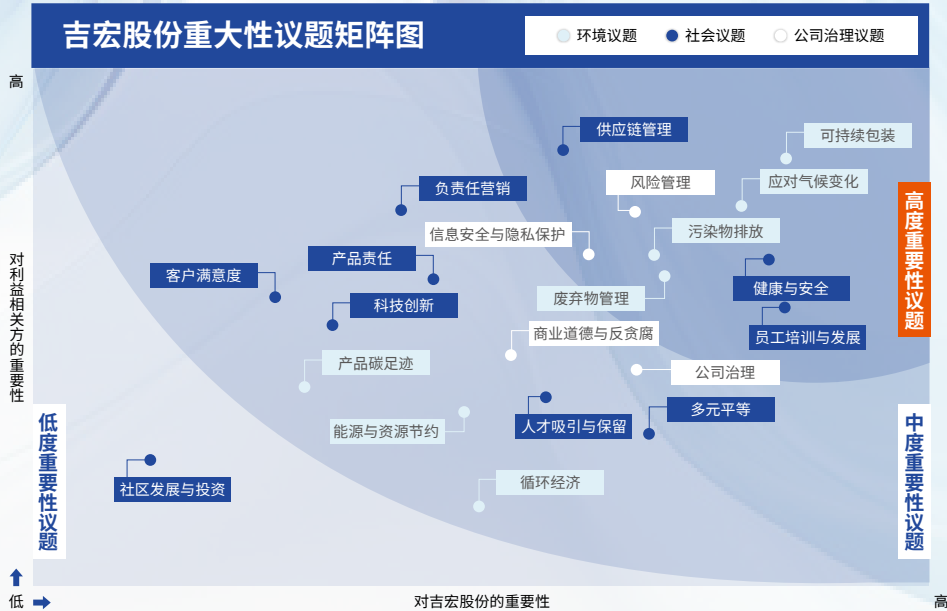 吉宏股份重大性议题矩阵图
环境议题
社会议题
公司治理议题
高
供应链管理
可持续包装
风险管理
应对气候变化
负责任营销
信息安全与隐私保护
污染物排放
高度重要性议题
产品责任
客户满意度
健康与安全
废弃物管理
科技创新
对利益相关方的重要性
商业道德与反贪腐
员工培训与发展
产品碳足迹
公司治理
多元平等
低度重要性议题
中度重要性议题
能源与资源节约
人才吸引与保留
循环经济
社区发展与投资
低
对吉宏股份的重要性
高